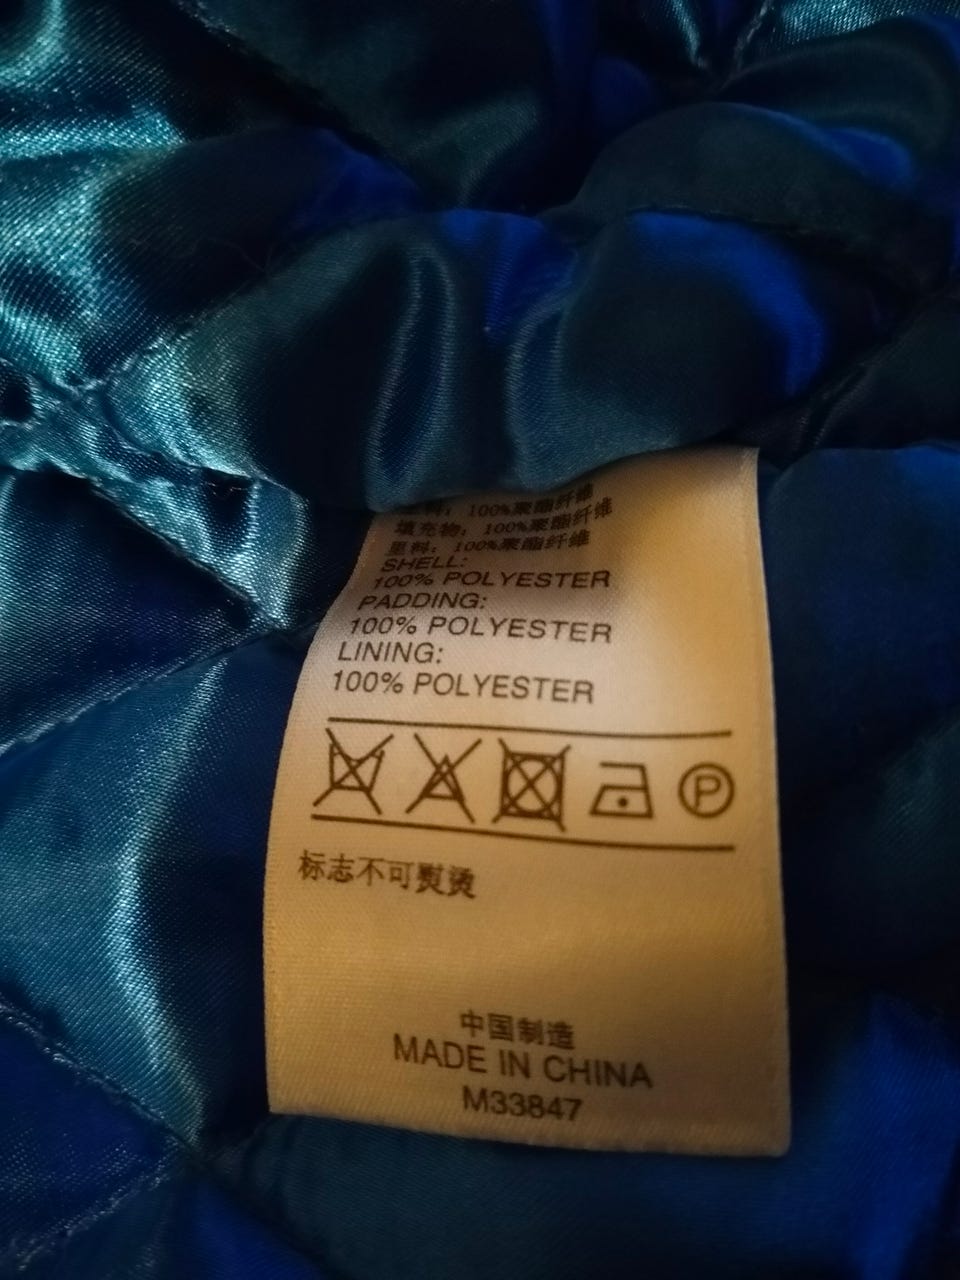 面料：100%聚酯纤维
填充物：100%聚酯纤维
里料：100%聚酯纤维
SHELL:
100% POLYESTER
PADDING:
100% POLYESTER
LINING:
100% POLYESTER
P
标志不可熨烫
中国制造
MADE IN CHINA
M33847